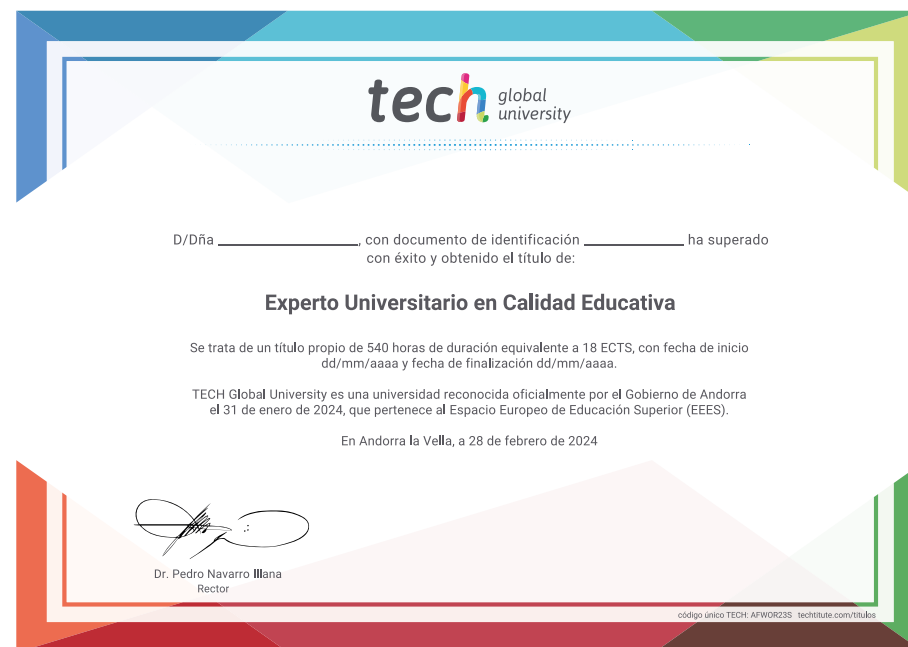 tech global university
D/Dña ____________________, con documento de identificación ______________ ha superado
con éxito y obtenido el título de:
Experto Universitario en Calidad Educativa
Se trata de un título propio de 540 horas de duración equivalente a 18 ECTS, con fecha de inicio
dd/mm/aaaa y fecha de finalización dd/mm/aaaa.
TECH Global University es una universidad reconocida oficialmente por el Gobierno de Andorra
el 31 de enero de 2024, que pertenece al Espacio Europeo de Educación Superior (EEES).
En Andorra la Vella, a 28 de febrero de 2024
Dr. Pedro Navarro Illana
Rector
código único TECH: AFWOR23S techtitute.com/titulos